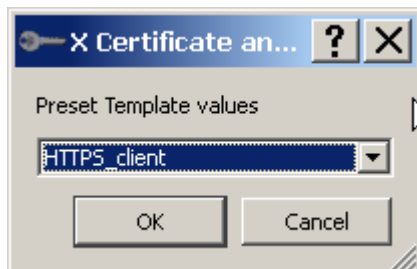 X Certificate an...
Preset Template values
HTTPS_client
OK Cancel